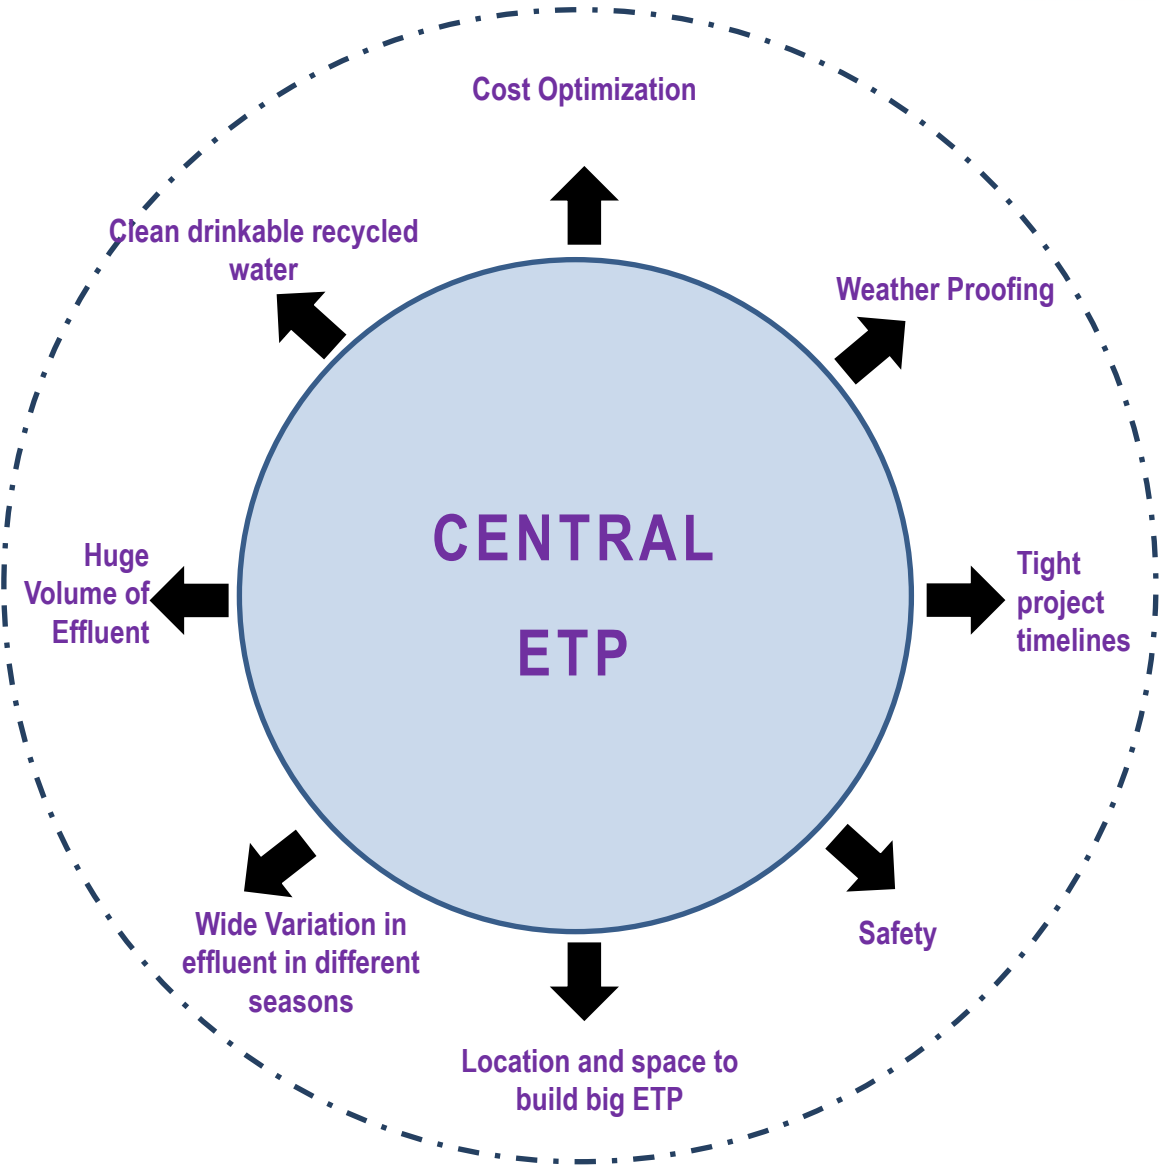 Cost Optimization
Clean drinkable recycled
water
Weather Proofing
CENTRAL
ETP
Huge
Volume of
Effluent
Tight
project
timelines
Wide Variation in
effluent in different
seasons
Safety
Location and space to
build big ETP